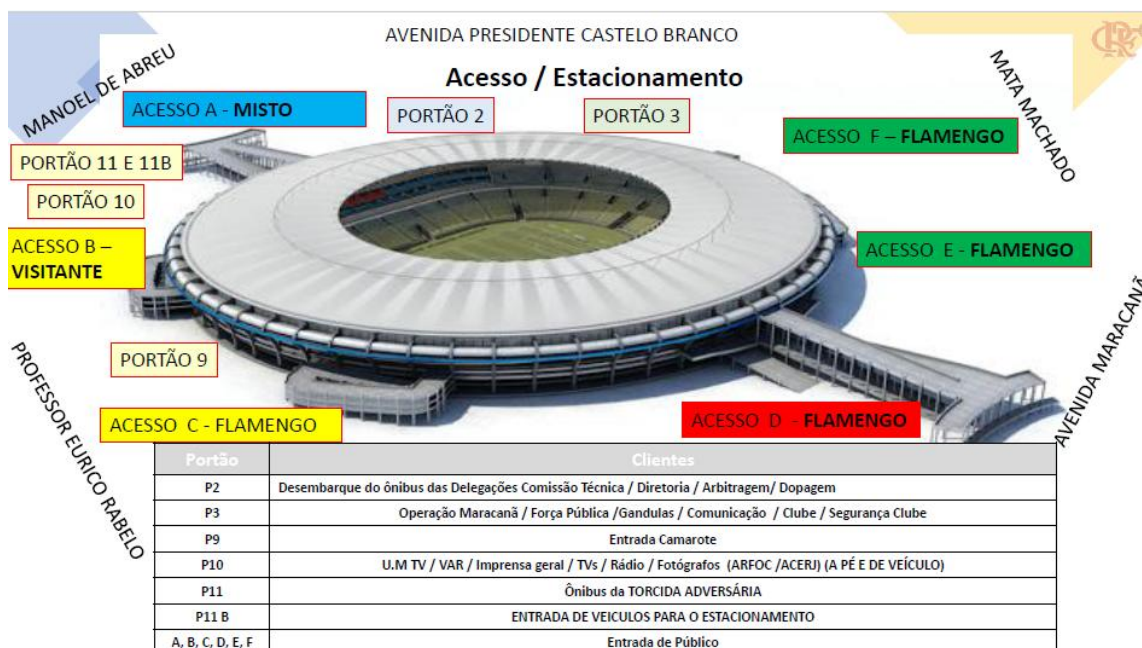 AVENIDA PRESIDENTE CASTELO BRANCO
MANOEL DE ABREU
Acesso / Estacionamento
MATA MACHADO
ACESSO A - MISTO
PORTÃO 2
PORTÃO 3
ACESSO F – FLAMENGO
PORTÃO 11 E 11B
PORTÃO 10
ACESSO B –
VISITANTE
ACESSO E - FLAMENGO
AVENIDA MARACANÃ
PORTÃO 9
PROFESSOR EURICO RABELO
ACESSO C - FLAMENGO
ACESSO D - FLAMENGO
Portão Clientes
P2 Desembarque do ônibus das Delegações Comissão Técnica / Diretoria / Arbitragem/ Dopagem
P3 Operação Maracanã / Força Pública /Gandulas / Comunicação / Clube / Segurança Clube
P9 Entrada Camarote
P10 U.M TV / VAR / Imprensa geral / TVs / Rádio / Fotógrafos (ARFOC /ACERJ) (A PÉ E DE VEÍCULO)
P11 Ônibus da TORCIDA ADVERSÁRIA
P11 B ENTRADA DE VEICULOS PARA O ESTACIONAMENTO
A, B, C, D, E, F Entrada de Público